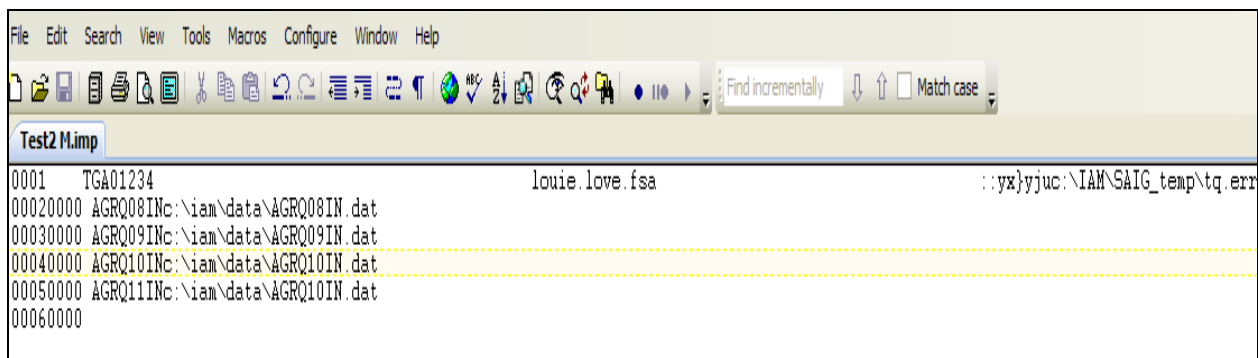 File Edit Search View Tools Macros Configure Window Help
Find incrementally Match case
Test2 M.imp
0001 TGA01234 louie.love.fsa ::yx}yjuc:\IAM\SAIG_temp\tq.err
00020000 AGRQ08INc:\iam\data\AGRQ08IN.dat
00030000 AGRQ09INc:\iam\data\AGRQ09IN.dat
00040000 AGRQ10INc:\iam\data\AGRQ10IN.dat
00050000 AGRQ11INc:\iam\data\AGRQ10IN.dat
00060000